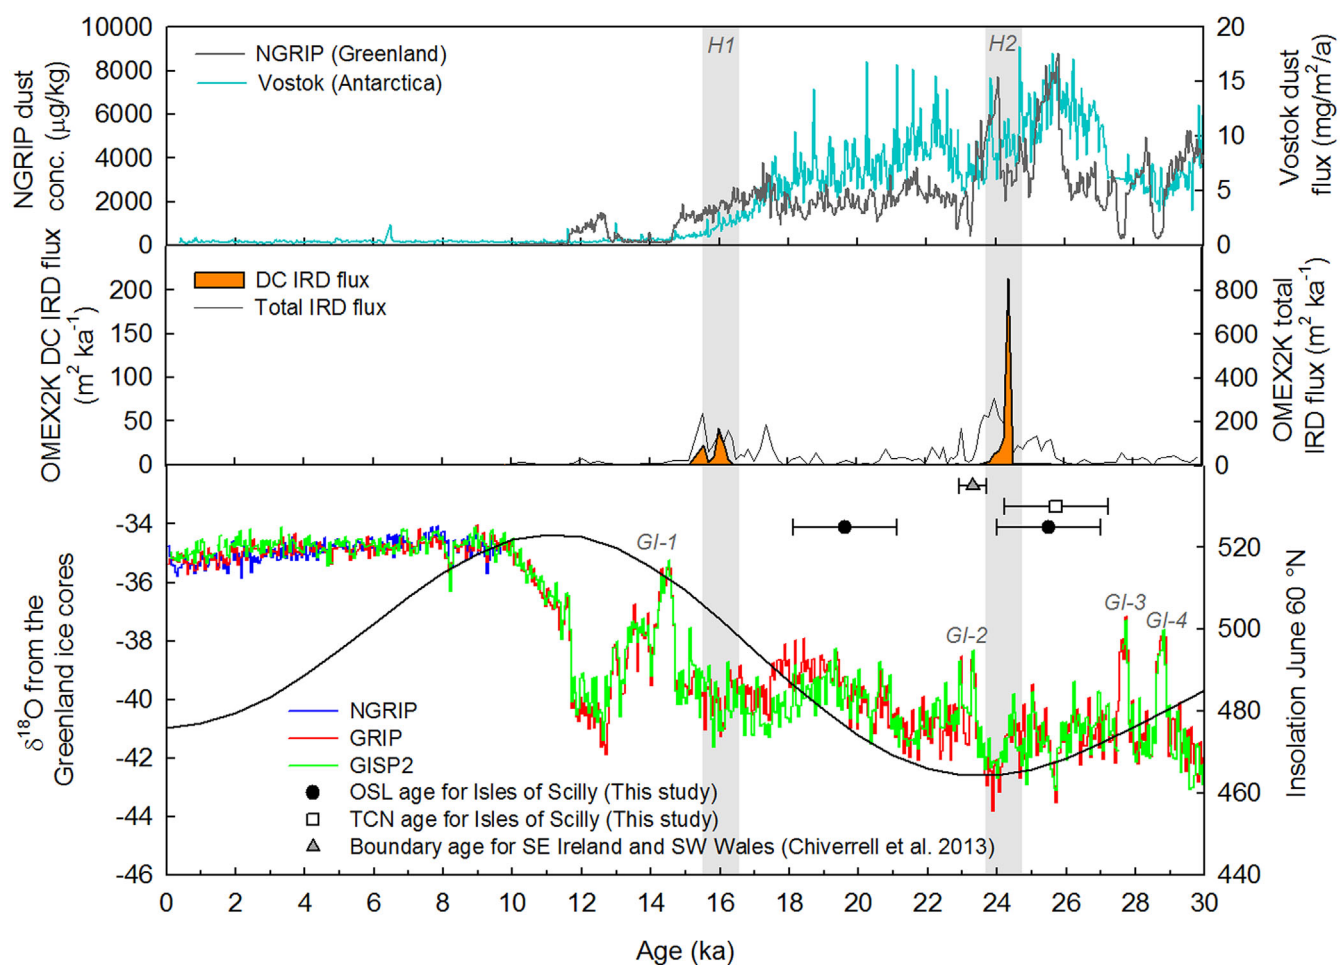 NGRIP dust
conc. (μg/kg)
10000
8000
6000
4000
2000
0
NGRIP (Greenland)
Vostok (Antarctica)
H1
H2
20
15
10
5
0
Vostok dust
flux (mg/m²/a)
OMEX2K DC IRD flux
(m² ka⁻¹)
200
150
100
50
0
DC IRD flux
Total IRD flux
800
600
400
200
0
OMEX2K total
IRD flux (m² ka⁻¹)
δ¹⁸O from the
Greenland ice cores
-34
-36
-38
-40
-42
-44
-46
GI-1
GI-2
GI-3
GI-4
NGRIP
GRIP
GISP2
OSL age for Isles of Scilly (This study)
TCN age for Isles of Scilly (This study)
Boundary age for SE Ireland and SW Wales (Chiverrell et al. 2013)
520
500
480
460
440
Insolation June 60 °N
0 2 4 6 8 10 12 14 16 18 20 22 24 26 28 30
Age (ka)